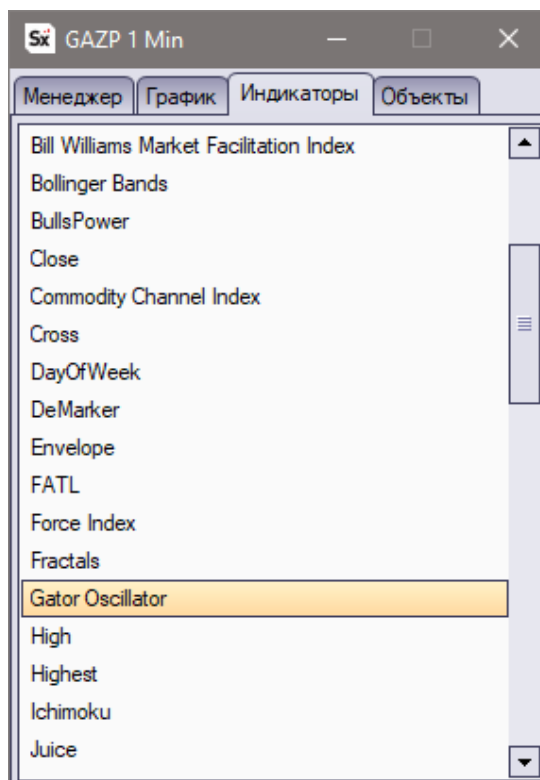 Sx GAZP 1 Min
Менеджер График Индикаторы Объекты
Bill Williams Market Facilitation Index
Bollinger Bands
BullsPower
Close
Commodity Channel Index
Cross
DayOfWeek
DeMarker
Envelope
FATL
Force Index
Fractals
Gator Oscillator
High
Highest
Ichimoku
Juice